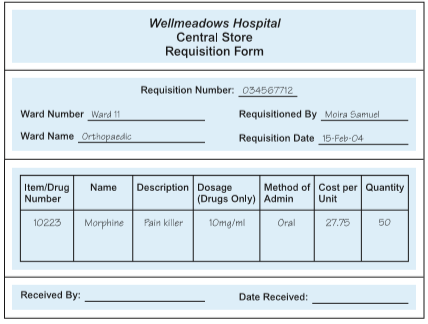 Wellmeadows Hospital
Central Store
Requisition Form
Requisition Number: 034567712
Ward Number Ward 11 Requisitioned By Moira Samuel
Ward Name Orthopaedic Requisition Date 15-Feb-04
Item/Drug Number Name Description Dosage (Drugs Only) Method of Admin Cost per Unit Quantity
10223 Morphine Pain killer 10mg/ml Oral 27.75 50
Received By: Date Received: